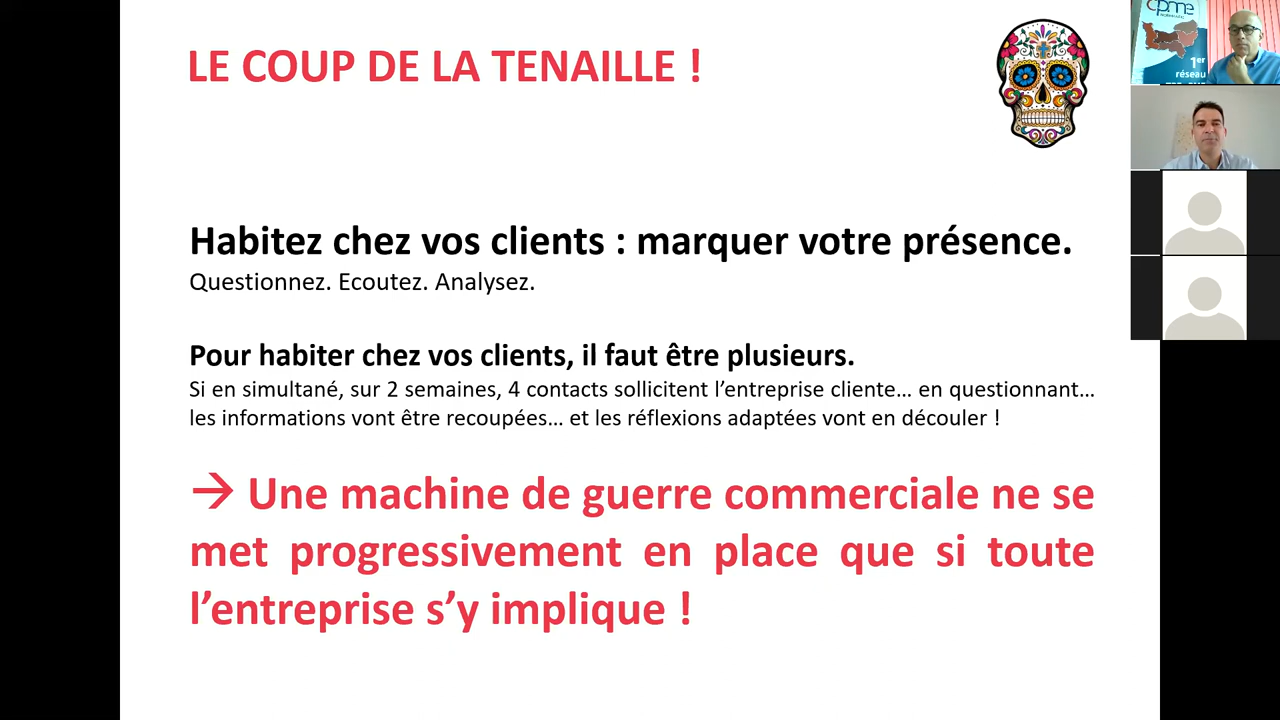 LE COUP DE LA TENAILLE !
cpme
1er
réseau
Habitez chez vos clients : marquer votre présence.
Questionnez. Ecoutez. Analysez.
Pour habiter chez vos clients, il faut être plusieurs.
Si en simultané, sur 2 semaines, 4 contacts sollicitent l’entreprise cliente… en questionnant…
les informations vont être recoupées… et les réflexions adaptées vont en découler !
→ Une machine de guerre commerciale ne se
met progressivement en place que si toute
l’entreprise s’y implique !